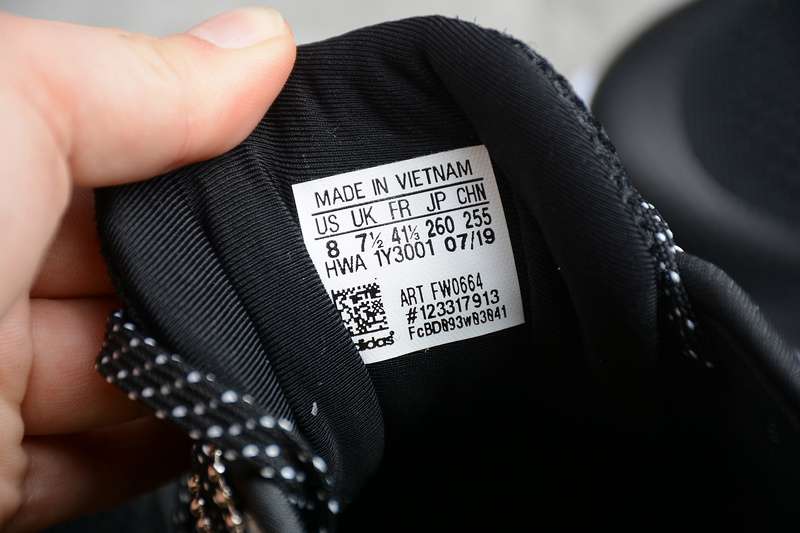 MADE IN VIETNAM
US UK FR JP CHN
8 7½ 41⅓ 260 255
HWA 1Y3001 07/19
ART FW0664
#123317913
FcBD093w03041
adidas